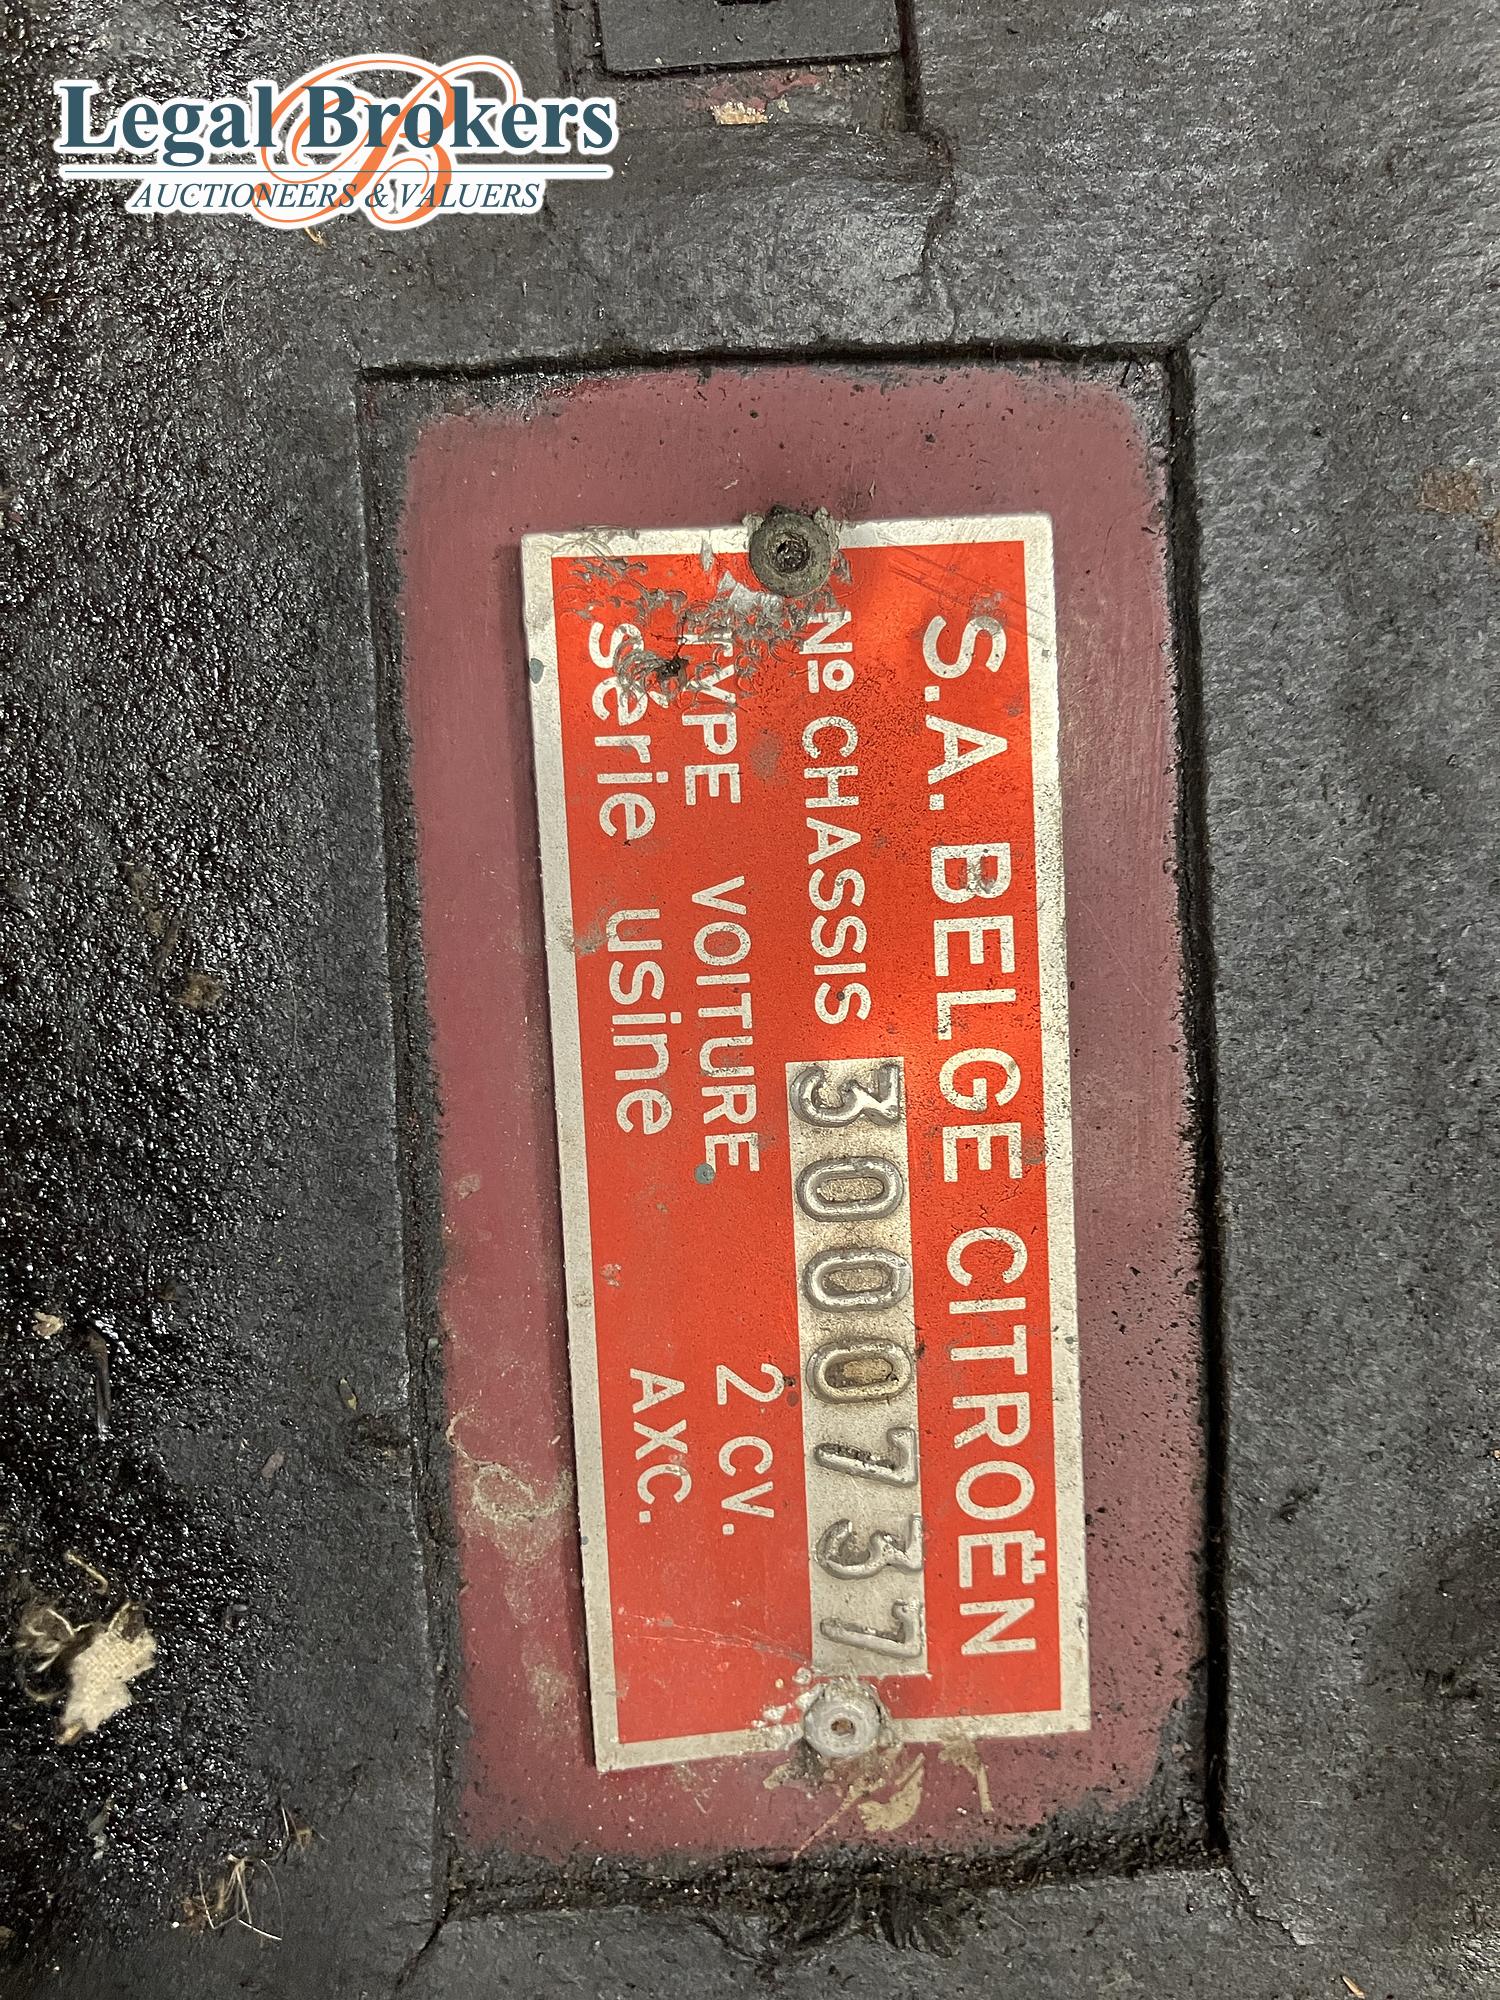 Legal Brokers
AUCTIONEERS & VALUERS
S.A. BELGE CITROËN
No CHASSIS 3000737
TYPE VOITURE 2 CV.
série usine AXC.